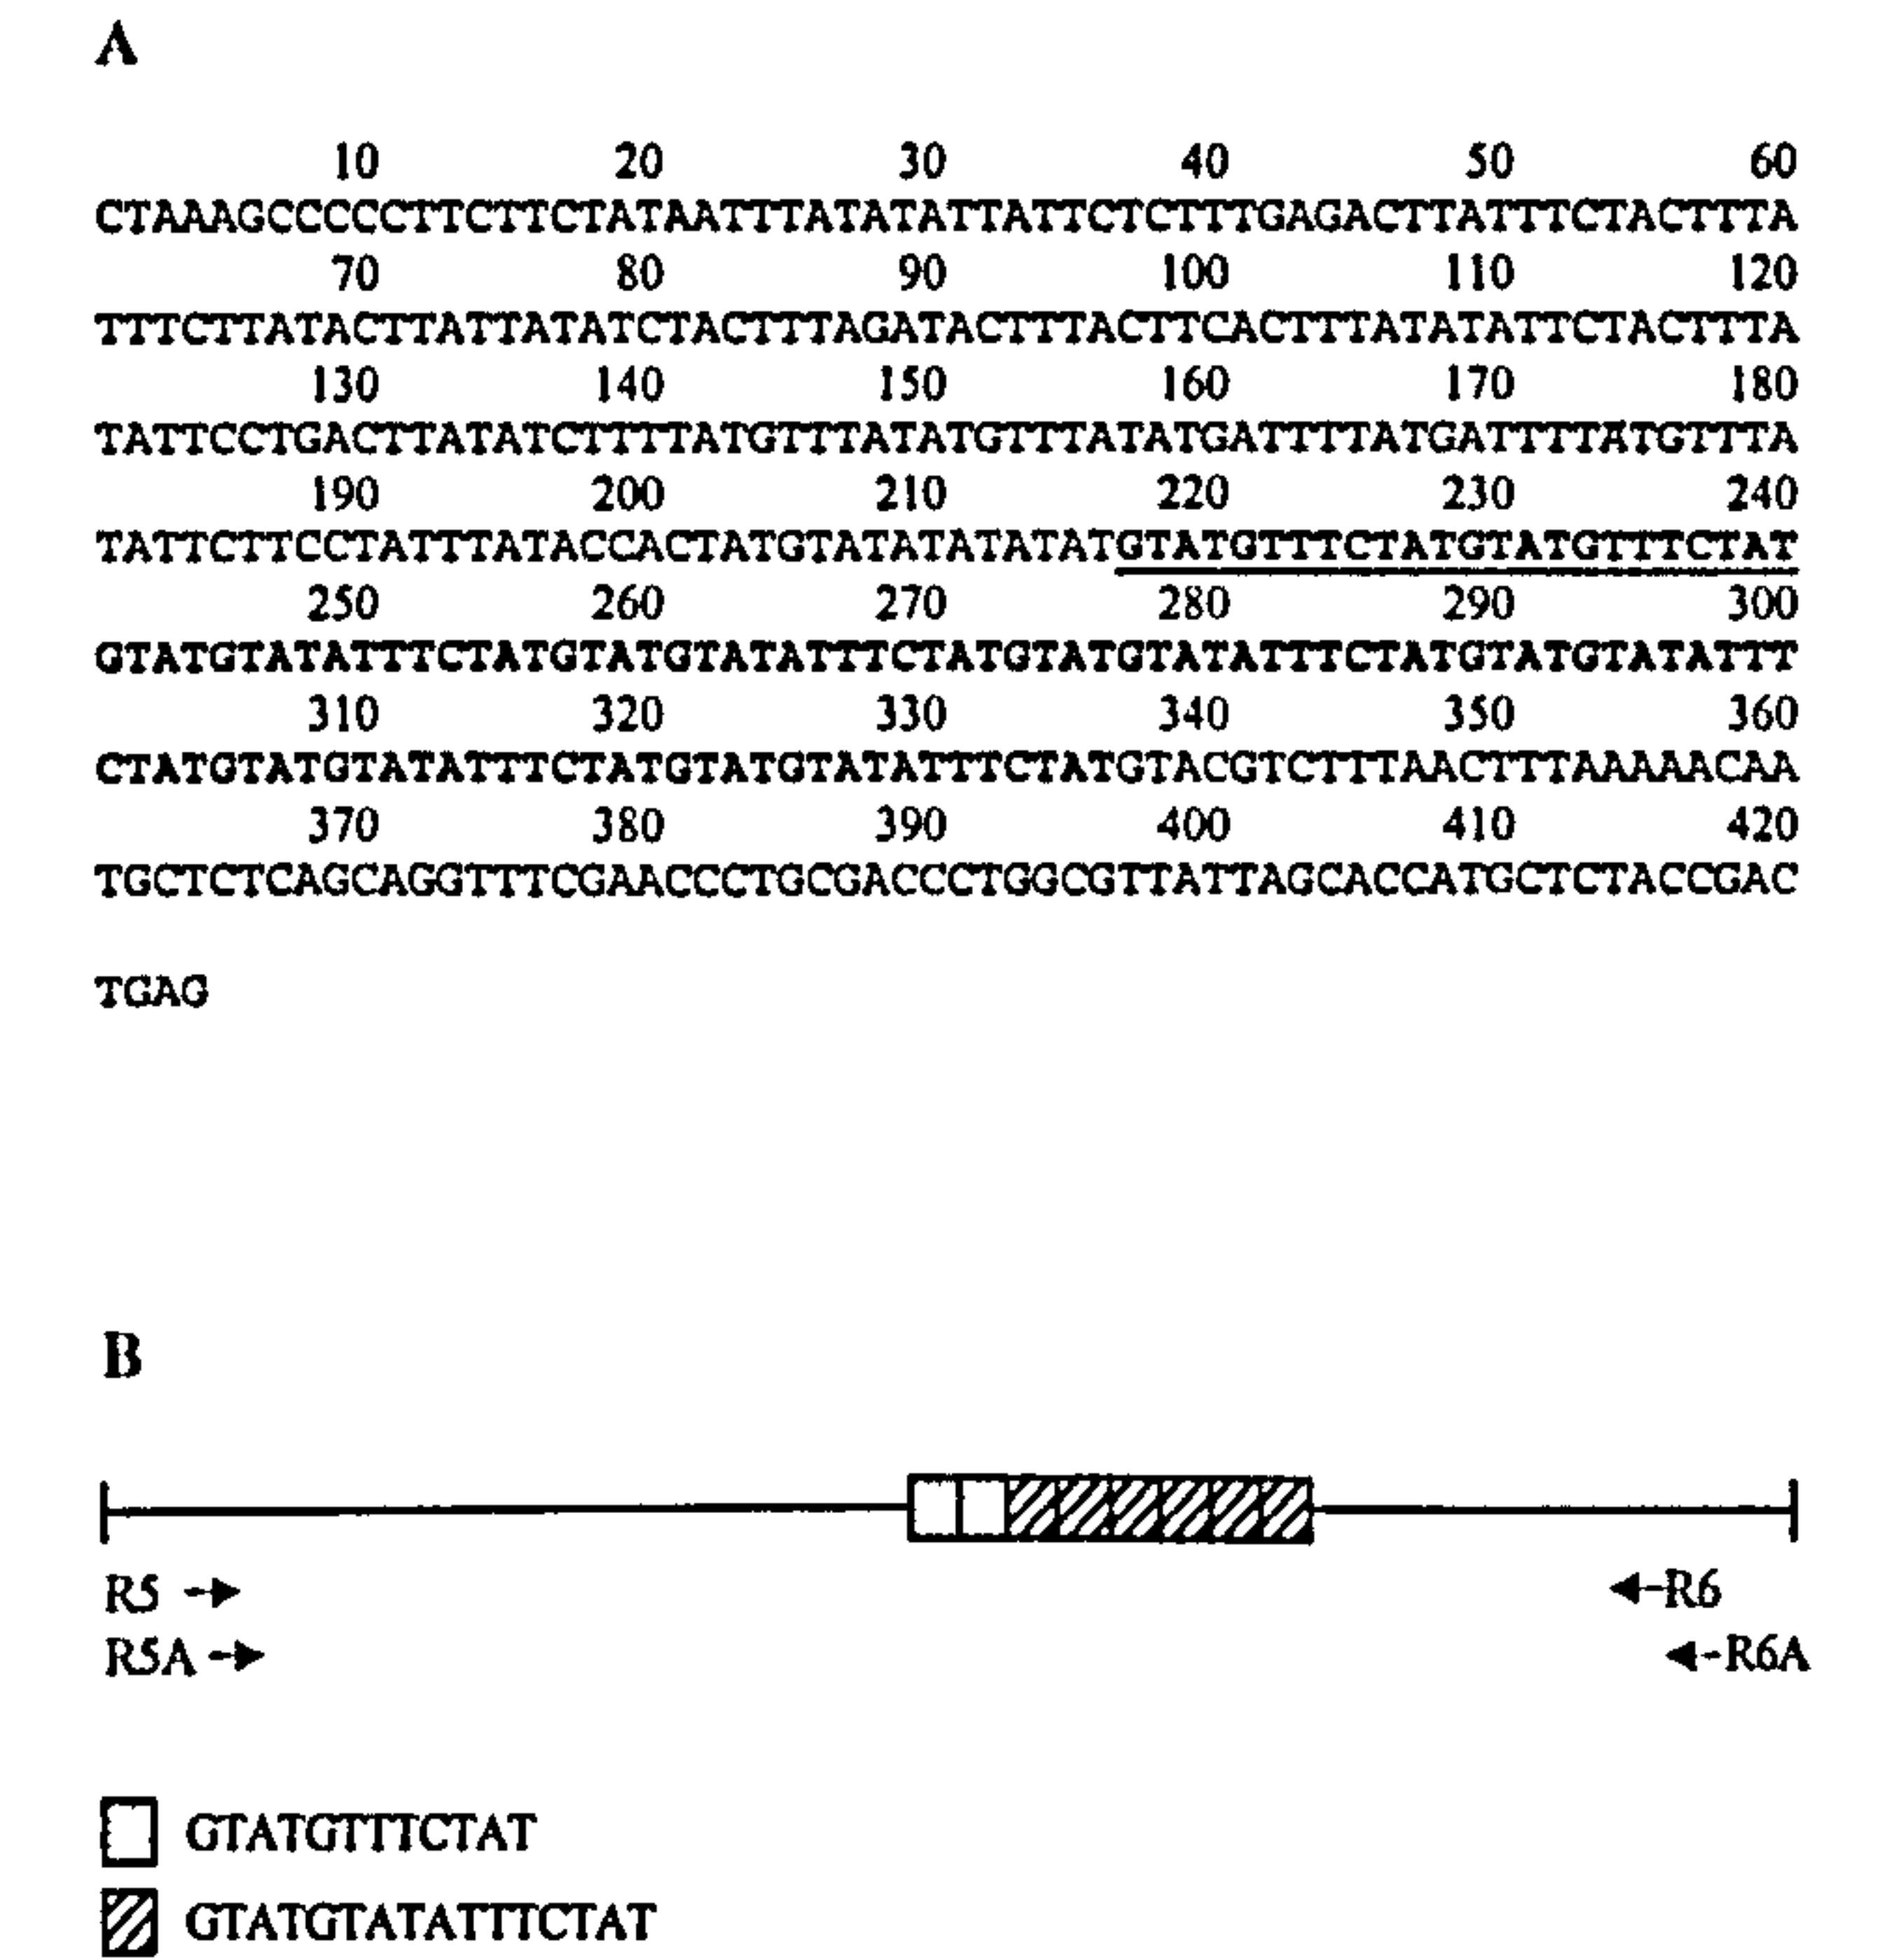 A
10 20 30 40 50 60
CTAAAGCCCCCTTCTTCTATAATTTATATATTATTCTCTTTGAGACTTATTTCTACTTTA
70 80 90 100 110 120
TTTCTTATACTTATTATATCTACTTTAGATACTTTACTTCACTTTATATATTCTACTTTA
130 140 150 160 170 180
TATTCCTGACTTATATCTTTTATGTTTATATGTTTATATGATTTTATGATTTTATGTTTA
190 200 210 220 230 240
TATTCTTCCTATTTATACCACTATGTATATATATATGTATGTTTCTATGTATGTTTCTAT
250 260 270 280 290 300
GTATGTATATTTCTATGTATGTATATTTCTATGTATGTATATTTCTATGTATGTATATTT
310 320 330 340 350 360
CTATGTATGTATATTTCTATGTATGTATATTTCTATGTACGTCTTTAACTTTAAAAACAA
370 380 390 400 410 420
TGCTCTCAGCAGGTTTCGAACCCTGCGACCCTGGCGTTATTAGCACCATGCTCTACCGAC
TGAG
B
R5 R6
R5A R6A
GTATGTTTCTAT
GTATGTATATTTCTAT